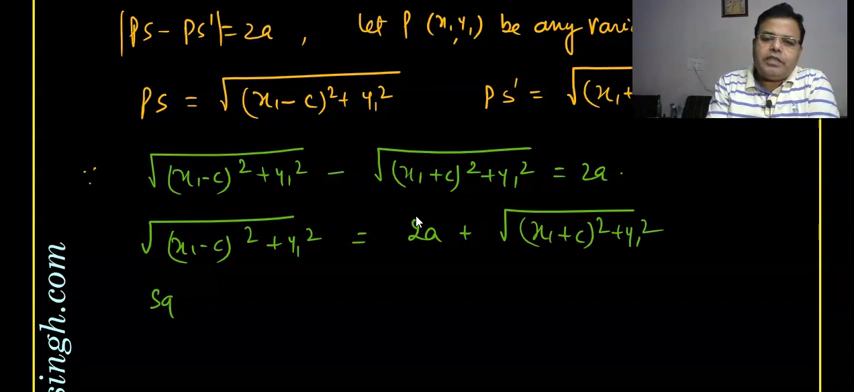 |PS - PS'| = 2a , let P (x₁, y₁) be any vari
PS = √((x₁ - c)² + y₁²) PS' = √((x₁ +
∵ √((x₁-c)² + y₁²) - √((x₁+c)² + y₁²) = 2a.
√((x₁-c)² + y₁²) = 2a + √((x₁+c)² + y₁²)
Sq
singh.com